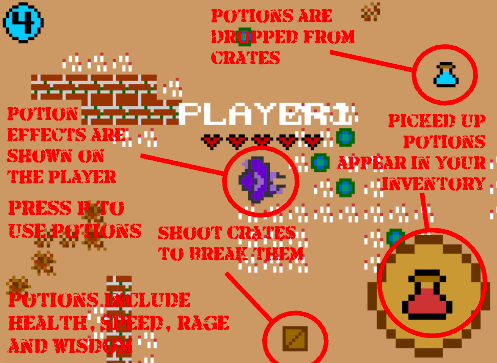 4
POTIONS ARE
DROPPED FROM
CRATES
PLAYER1
POTION
EFFECTS ARE
SHOWN ON
THE PLAYER
PICKED UP
POTIONS
APPEAR IN YOUR
INVENTORY
PRESS R TO
USE POTIONS
SHOOT CRATES
TO BREAK THEM
POTIONS INCLUDE
HEALTH, SPEED, RAGE
AND WISDOM